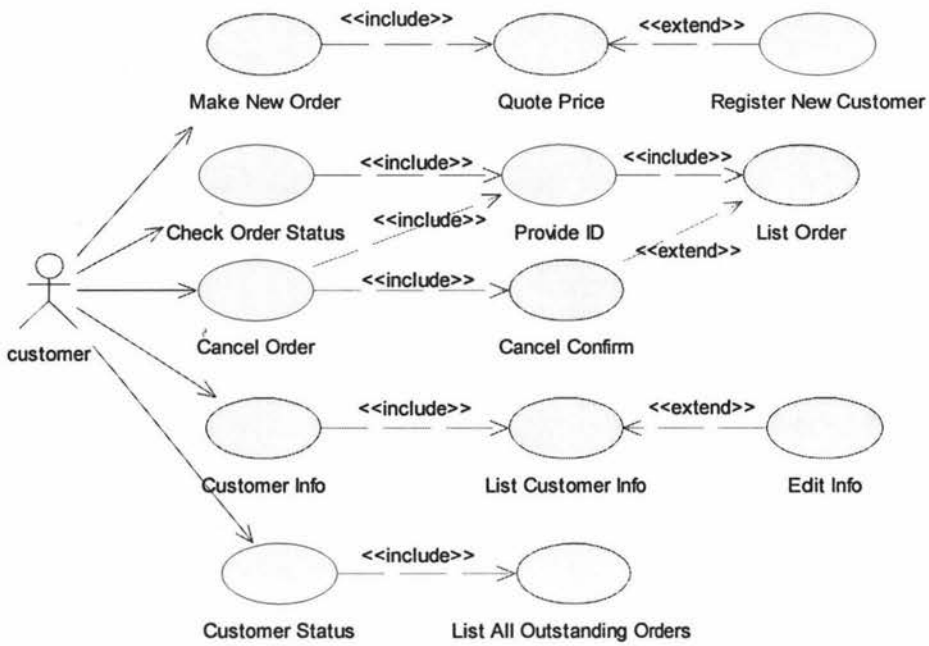 <<include>>
<<extend>>
Make New Order
Quote Price
Register New Customer
<<include>>
<<include>>
Check Order Status
<<include>>
Provide ID
<<extend>>
List Order
<<include>>
customer
Cancel Order
Cancel Confirm
<<include>>
<<extend>>
Customer Info
List Customer Info
Edit Info
<<include>>
Customer Status
List All Outstanding Orders